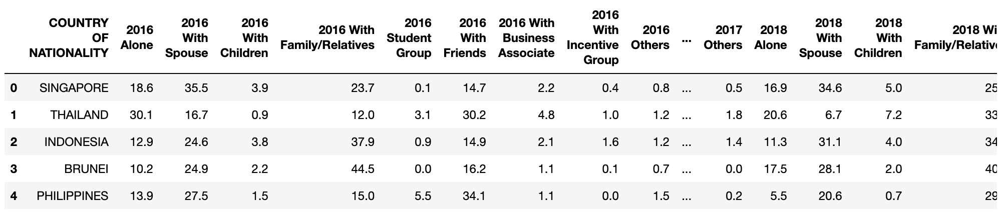 COUNTRY OF NATIONALITY 2016 Alone 2016 With Spouse 2016 With Children 2016 With Family/Relatives 2016 Student Group 2016 With Friends 2016 With Business Associate 2016 With Incentive Group 2016 Others ... 2017 Others 2018 Alone 2018 With Spouse 2018 With Children 2018 Wi Family/Relativ
0 SINGAPORE 18.6 35.5 3.9 23.7 0.1 14.7 2.2 0.4 0.8 ... 0.5 16.9 34.6 5.0 25
1 THAILAND 30.1 16.7 0.9 12.0 3.1 30.2 4.8 1.0 1.2 ... 1.8 20.6 6.7 7.2 33
2 INDONESIA 12.9 24.6 3.8 37.9 0.9 14.9 2.1 1.6 1.2 ... 1.4 11.3 31.1 4.0 34
3 BRUNEI 10.2 24.9 2.2 44.5 0.0 16.2 1.1 0.1 0.7 ... 0.0 17.5 28.1 2.0 40
4 PHILIPPINES 13.9 27.5 1.5 15.0 5.5 34.1 1.1 0.0 1.5 ... 0.2 5.5 20.6 0.7 29